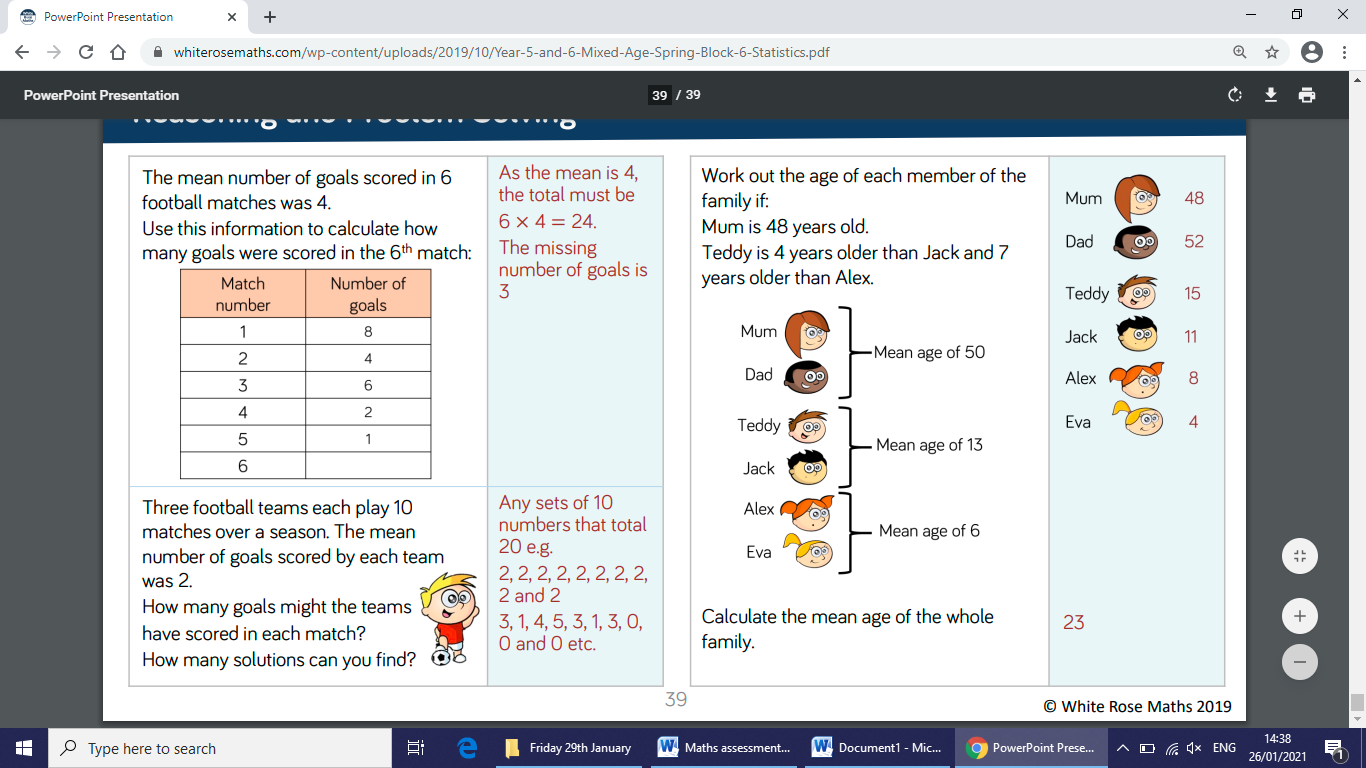 PowerPoint Presentation
whiterosemaths.com/wp-content/uploads/2019/10/Year-5-and-6-Mixed-Age-Spring-Block-6-Statistics.pdf
PowerPoint Presentation
39 / 39
Reasoning and Problem Solving
The mean number of goals scored in 6
football matches was 4.
Use this information to calculate how
many goals were scored in the 6th match:
Match number
Number of goals
1 8
2 4
3 6
4 2
5 1
6
As the mean is 4,
the total must be
6 × 4 = 24.
The missing
number of goals is
3
Three football teams each play 10
matches over a season. The mean
number of goals scored by each team
was 2.
How many goals might the teams
have scored in each match?
How many solutions can you find?
Any sets of 10
numbers that total
20 e.g.
2, 2, 2, 2, 2, 2, 2, 2,
2 and 2
3, 1, 4, 5, 3, 1, 3, 0,
0 and 0 etc.
Work out the age of each member of the
family if:
Mum is 48 years old.
Teddy is 4 years older than Jack and 7
years older than Alex.
Mum
Dad
Mean age of 50
Teddy
Jack
Mean age of 13
Alex
Eva
Mean age of 6
Calculate the mean age of the whole
family.
Mum 48
Dad 52
Teddy 15
Jack 11
Alex 8
Eva 4
23
39
© White Rose Maths 2019
Type here to search
Friday 29th January
Maths assessment...
Document1 - Mic...
PowerPoint Prese...
ENG
14:38
26/01/2021
1